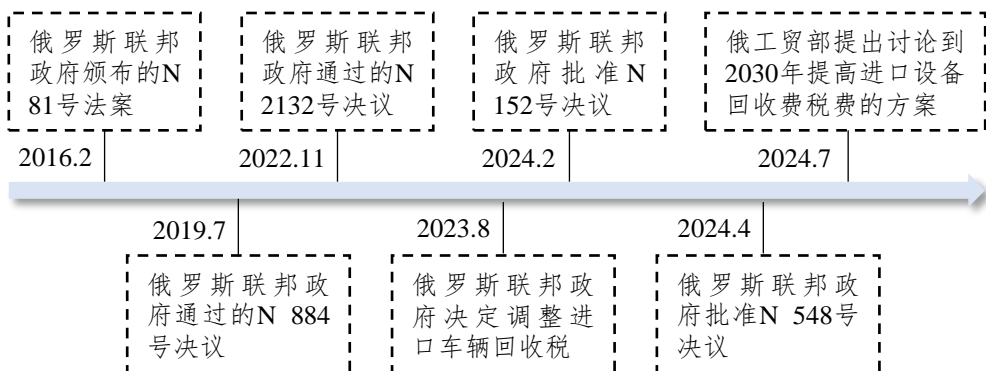 俄罗斯联邦
政府颁布的N
81号法案
俄罗斯联邦
政府通过的N
2132号决议
俄罗斯联邦
政府批准N
152号决议
俄工贸部提出讨论到
2030年提高进口设备
回收费税费的方案
2016.2
2022.11
2024.2
2024.7
2019.7
2023.8
2024.4
俄罗斯联邦政
府通过的N 884
号决议
俄罗斯联邦政
府决定调整进
口车辆回收税
俄罗斯联邦政
府批准N 548号
决议